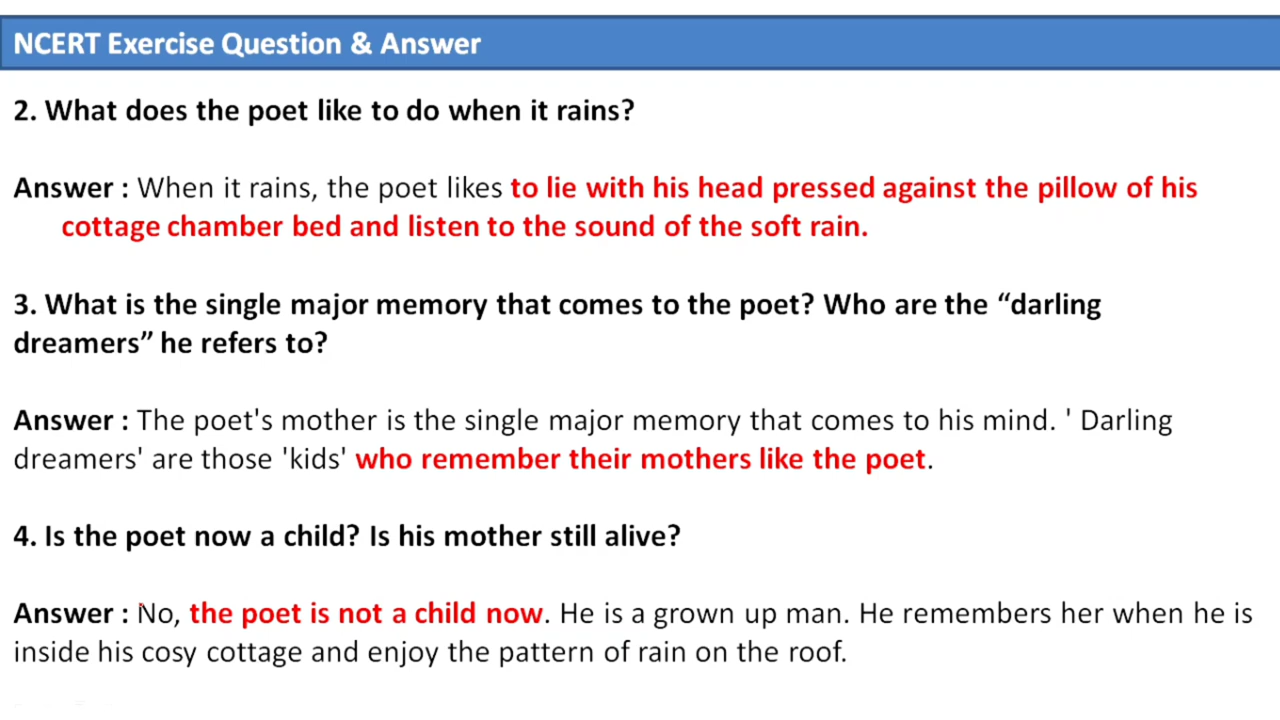 NCERT Exercise Question & Answer
2. What does the poet like to do when it rains?
Answer : When it rains, the poet likes to lie with his head pressed against the pillow of his
cottage chamber bed and listen to the sound of the soft rain.
3. What is the single major memory that comes to the poet? Who are the “darling
dreamers” he refers to?
Answer : The poet's mother is the single major memory that comes to his mind. ' Darling
dreamers' are those 'kids' who remember their mothers like the poet.
4. Is the poet now a child? Is his mother still alive?
Answer : No, the poet is not a child now. He is a grown up man. He remembers her when he is
inside his cosy cottage and enjoy the pattern of rain on the roof.